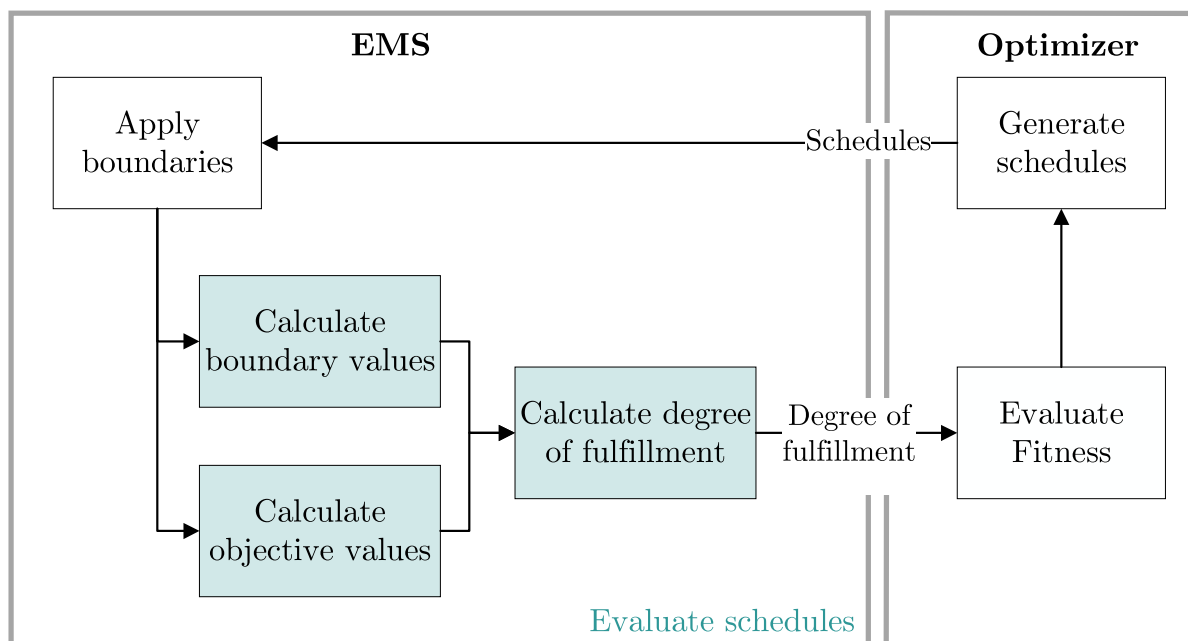 EMS
Optimizer
Apply
boundaries
Schedules
Generate
schedules
Calculate
boundary values
Calculate degree
of fulfillment
Degree of
fulfillment
Evaluate
Fitness
Calculate
objective values
Evaluate schedules